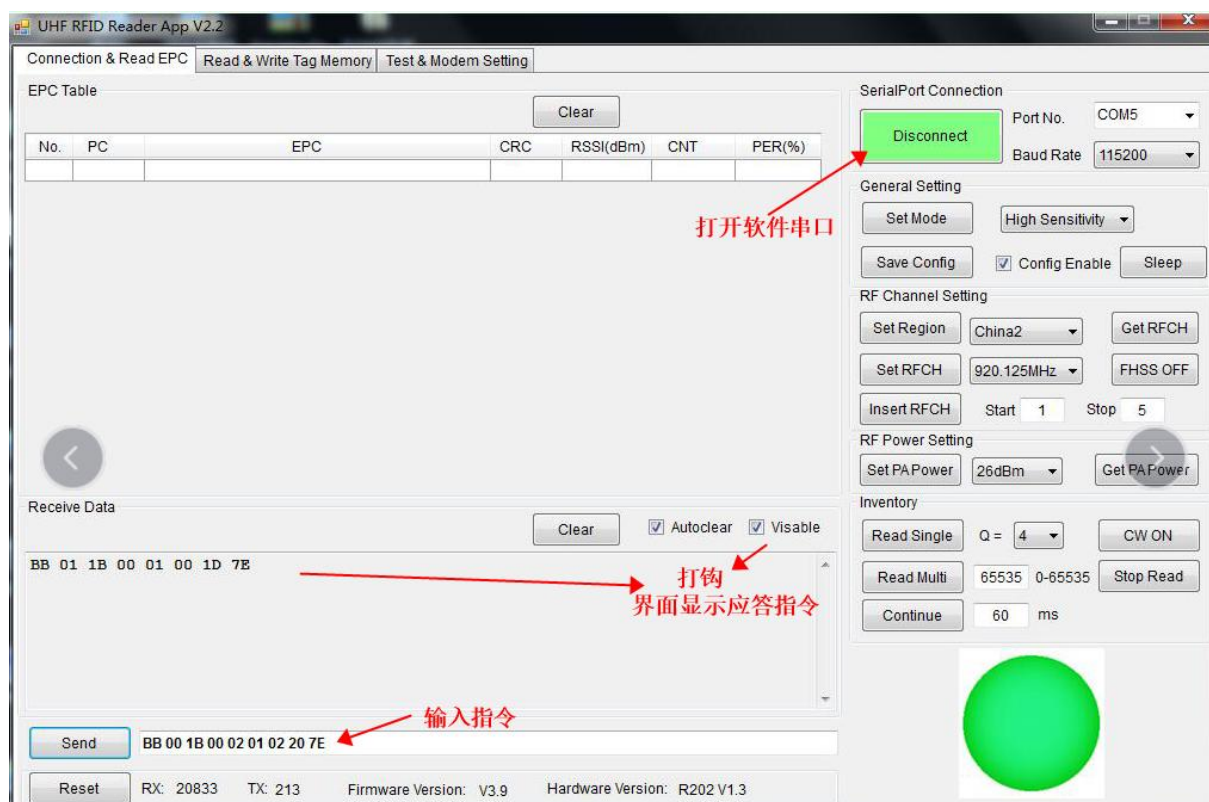 UHF RFID Reader App V2.2
Connection & Read EPC Read & Write Tag Memory Test & Modem Setting
EPC Table
Clear
No. PC EPC CRC RSSI(dBm) CNT PER(%)
打开软件串口
Receive Data
Clear Autoclear Visable
BB 01 1B 00 01 00 1D 7E
打钩
界面显示应答指令
输入指令
Send BB 00 1B 00 02 01 02 20 7E
Reset RX: 20833 TX: 213 Firmware Version: V3.9 Hardware Version: R202 V1.3
SerialPort Connection
Disconnect Port No. COM5
Baud Rate 115200
General Setting
Set Mode High Sensitivity
Save Config Config Enable Sleep
RF Channel Setting
Set Region China2 Get RFCH
Set RFCH 920.125MHz FHSS OFF
Insert RFCH Start 1 Stop 5
RF Power Setting
Set PA Power 26dBm Get PA Power
Inventory
Read Single Q = 4 CW ON
Read Multi 65535 0-65535 Stop Read
Continue 60 ms